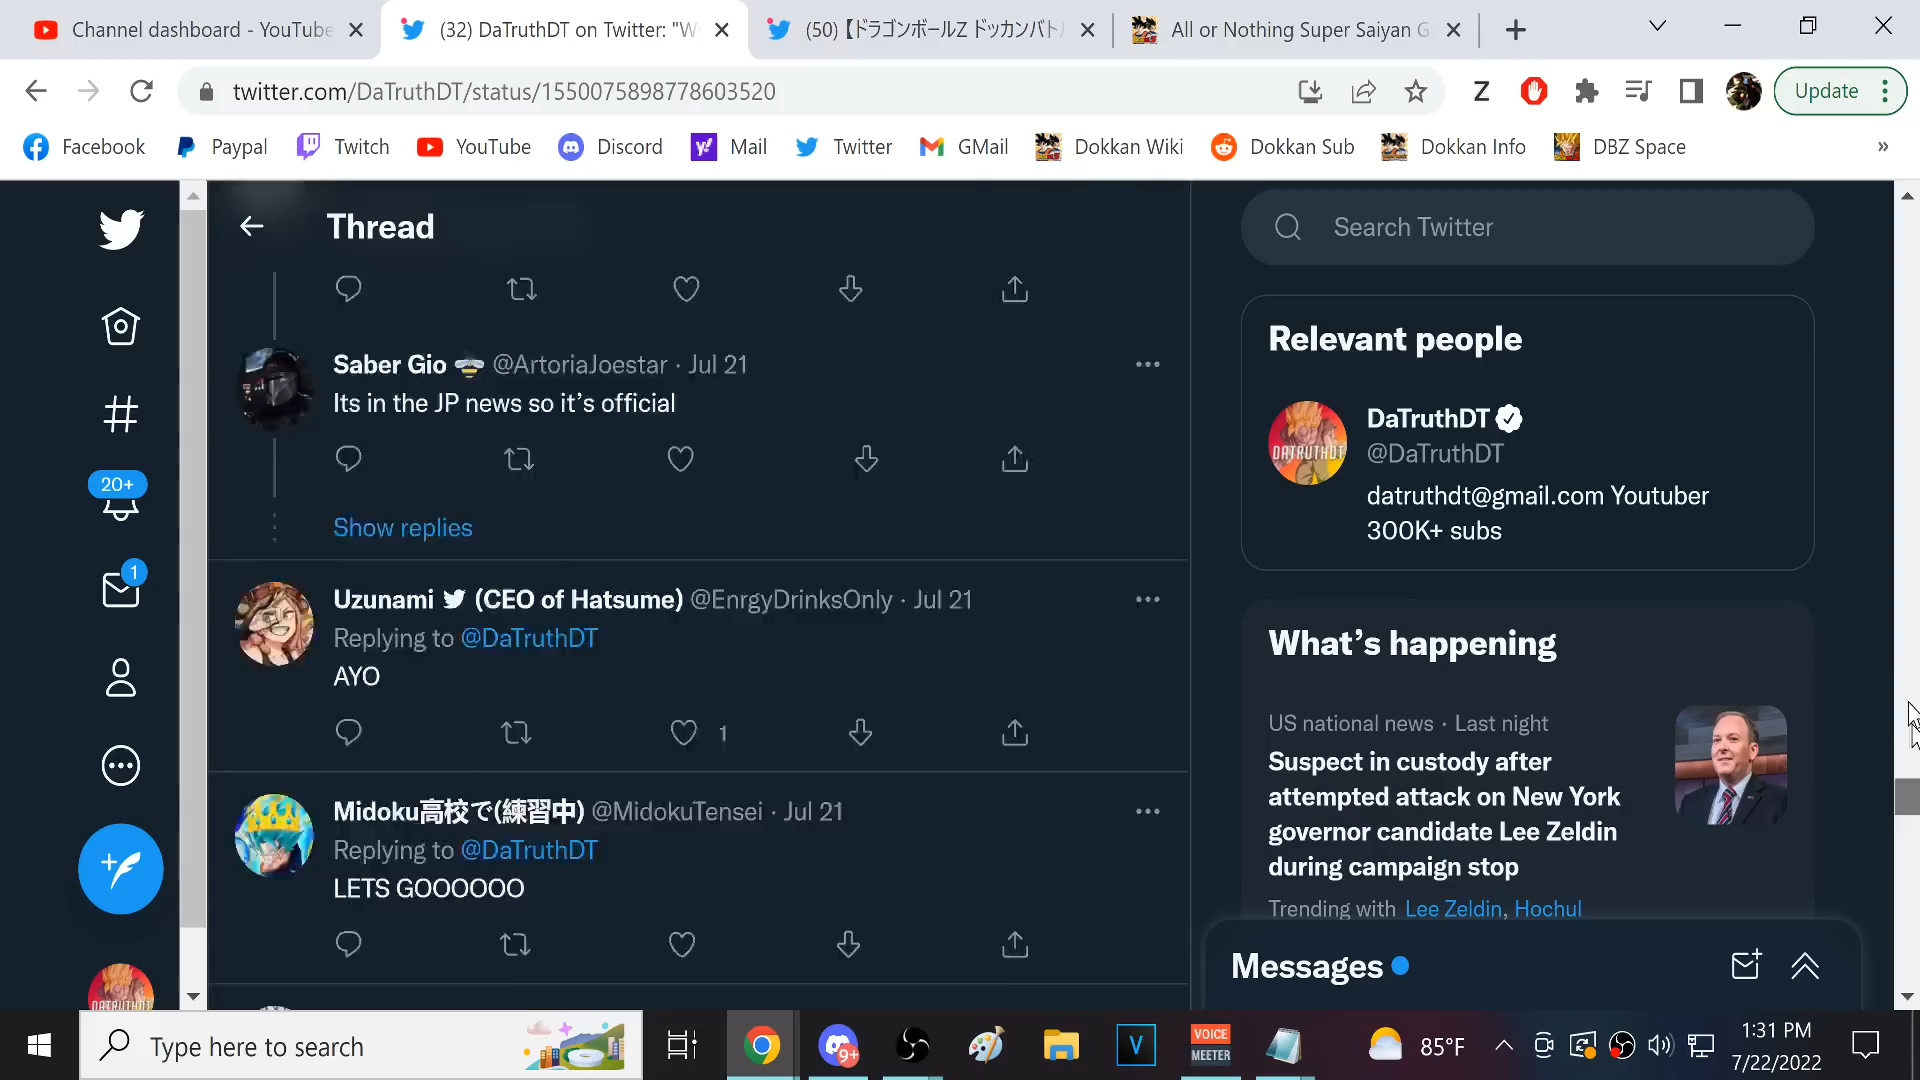 Channel dashboard - YouTube
(32) DaTruthDT on Twitter: "W
(50)【ドラゴンボールZ ドッカンバト
All or Nothing Super Saiyan G
twitter.com/DaTruthDT/status/1550075898778603520
Z
Update
Facebook
Paypal
Twitch
YouTube
Discord
Mail
Twitter
GMail
Dokkan Wiki
Dokkan Sub
Dokkan Info
DBZ Space
»
Thread
Search Twitter
Saber Gio @ArtoriaJoestar · Jul 21
Its in the JP news so it's official
Show replies
Uzunami (CEO of Hatsume) @EnrgyDrinksOnly · Jul 21
Replying to @DaTruthDT
AYO
1
Midoku高校で(練習中) @MidokuTensei · Jul 21
Replying to @DaTruthDT
LETS GOOOOOO
20+
1
Relevant people
DaTruthDT
@DaTruthDT
DATRUTHDT
datruthdt@gmail.com Youtuber
300K+ subs
What's happening
US national news · Last night
Suspect in custody after
attempted attack on New York
governor candidate Lee Zeldin
during campaign stop
Trending with Lee Zeldin, Hochul
Messages
Type here to search
9+
V
VOICE
MEETER
85°F
1:31 PM
7/22/2022